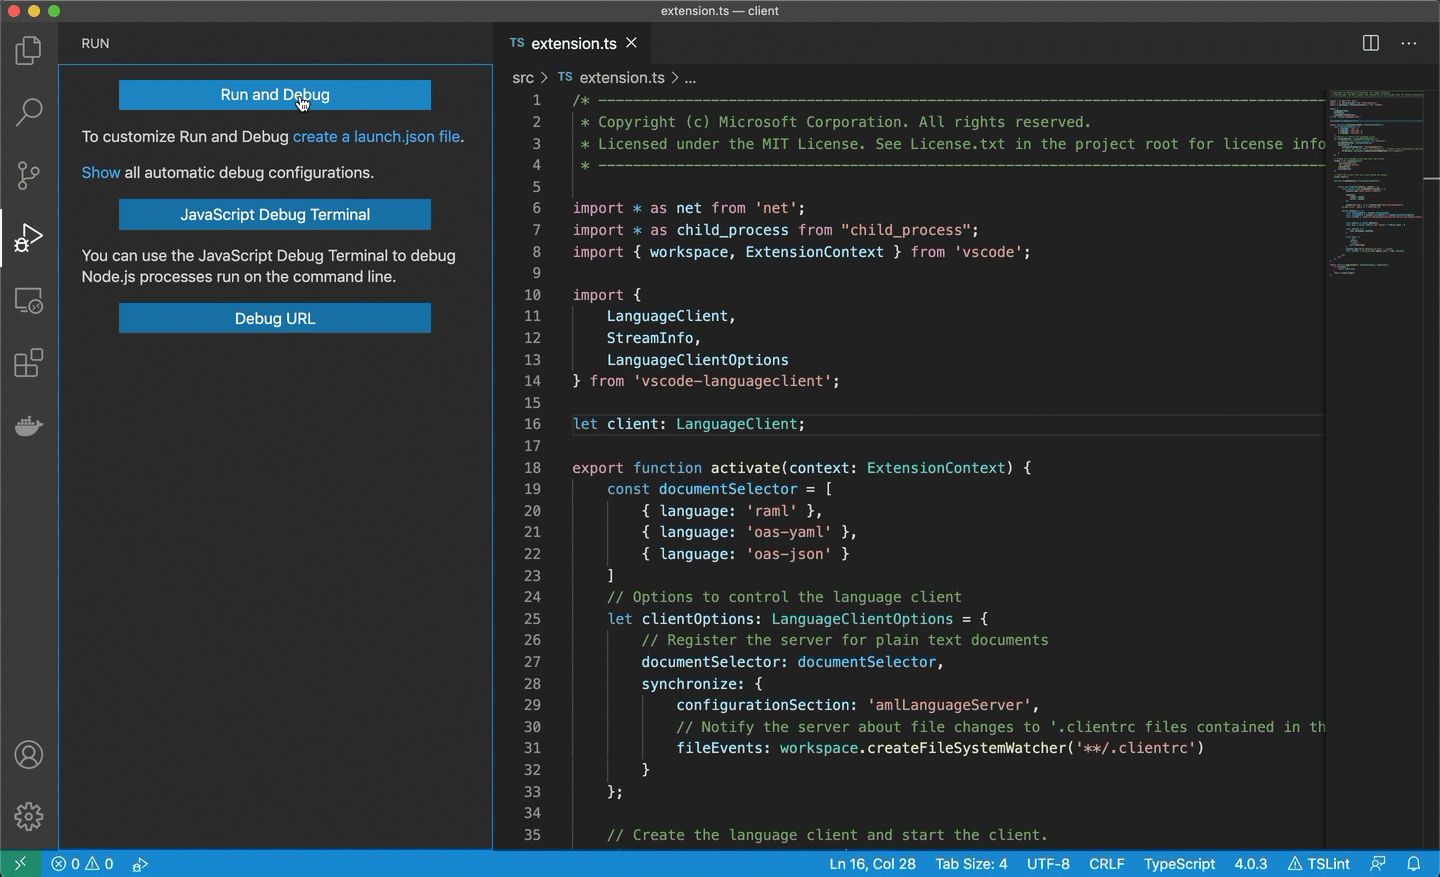 extension.ts — client
RUN
Run and Debug
To customize Run and Debug create a launch.json file.
Show all automatic debug configurations.
JavaScript Debug Terminal
You can use the JavaScript Debug Terminal to debug
Node.js processes run on the command line.
Debug URL
TS extension.ts
src > TS extension.ts > ...
1 /* --------------------------------------------------------------------------------------
2 * Copyright (c) Microsoft Corporation. All rights reserved.
3 * Licensed under the MIT License. See License.txt in the project root for license info
4 * --------------------------------------------------------------------------------------
5
6 import * as net from 'net';
7 import * as child_process from "child_process";
8 import { workspace, ExtensionContext } from 'vscode';
9
10 import {
11 LanguageClient,
12 StreamInfo,
13 LanguageClientOptions
14 } from 'vscode-languageclient';
15
16 let client: LanguageClient;
17
18 export function activate(context: ExtensionContext) {
19 const documentSelector = [
20 { language: 'raml' },
21 { language: 'oas-yaml' },
22 { language: 'oas-json' }
23 ]
24 // Options to control the language client
25 let clientOptions: LanguageClientOptions = {
26 // Register the server for plain text documents
27 documentSelector: documentSelector,
28 synchronize: {
29 configurationSection: 'amlLanguageServer',
30 // Notify the server about file changes to '.clientrc files contained in th
31 fileEvents: workspace.createFileSystemWatcher('**/.clientrc')
32 }
33 };
34
35 // Create the language client and start the client.
0 0
Ln 16, Col 28 Tab Size: 4 UTF-8 CRLF TypeScript 4.0.3 TSLint